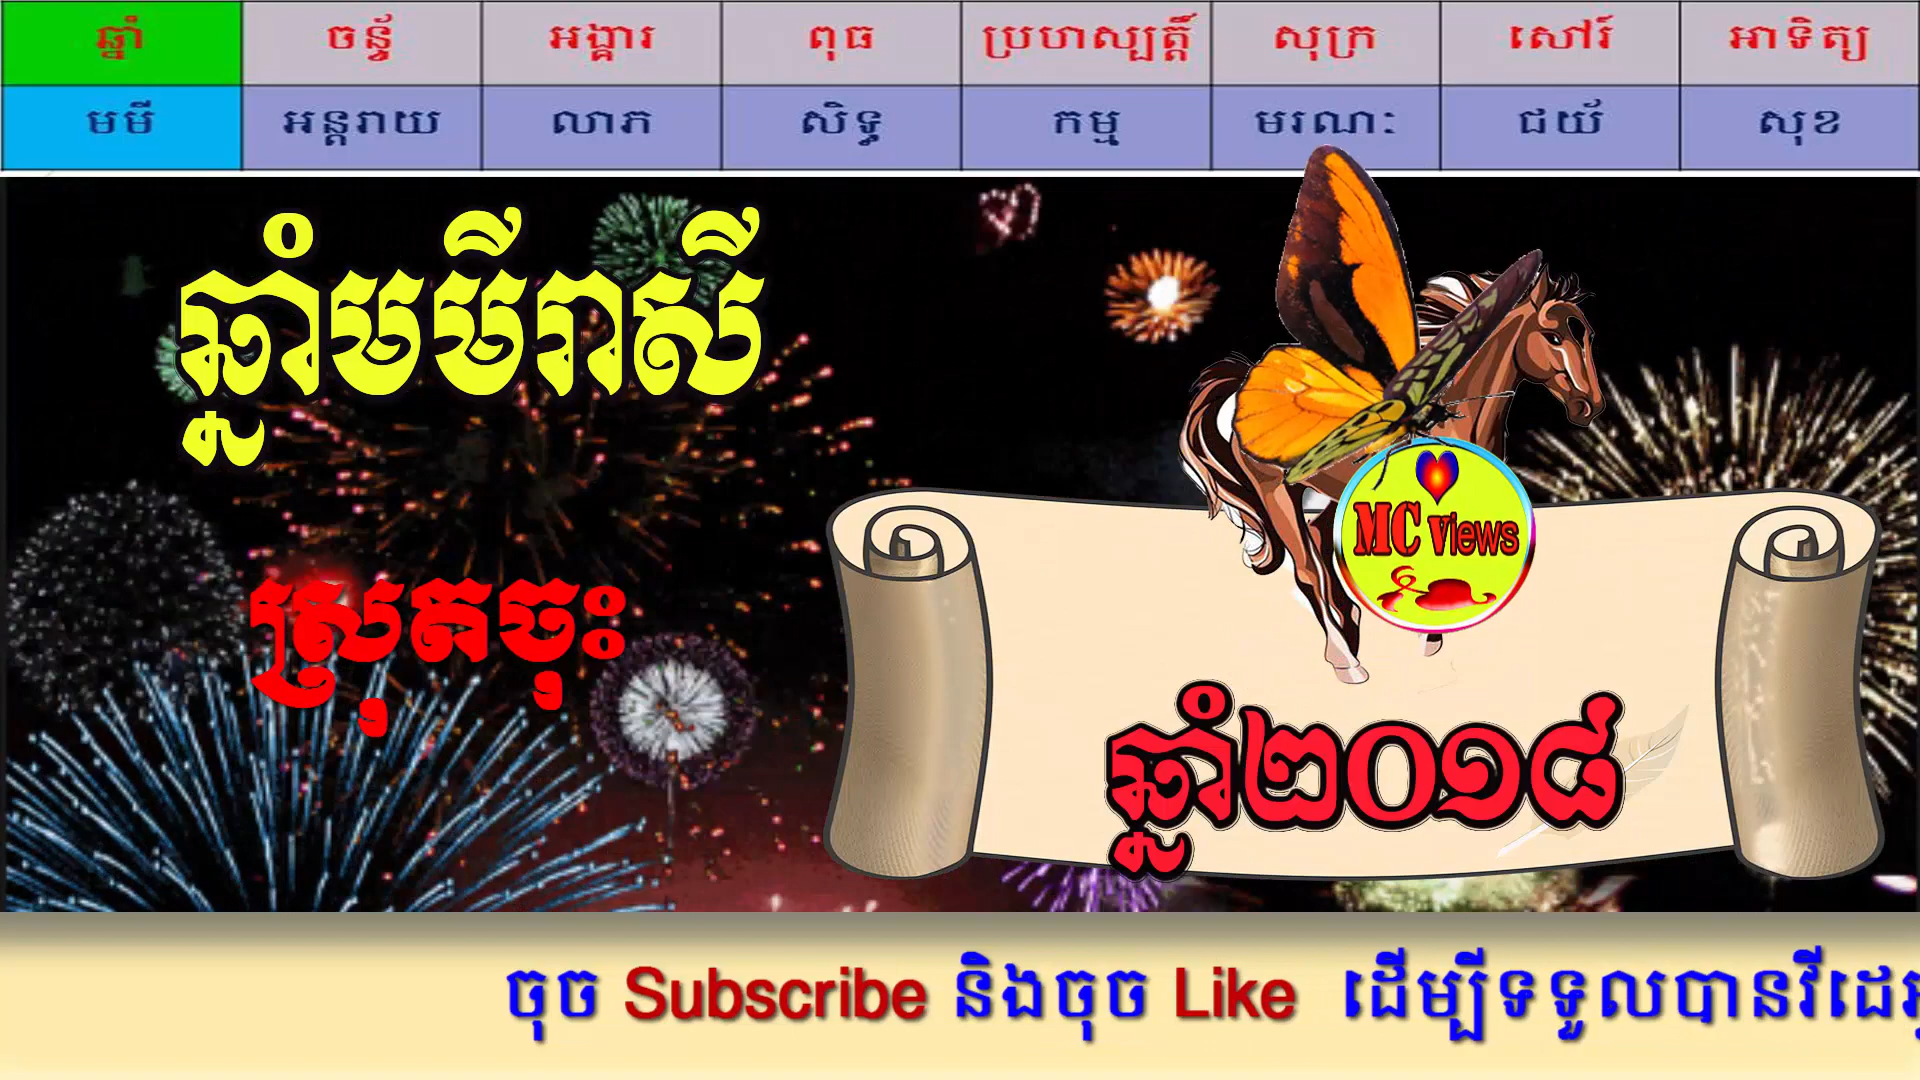 ឆ្នាំ ចន្ទ័ អង្គារ ពុធ ប្រហស្បត្តិ៍ សុក្រ សៅរ៍ អាទិត្យ
មមី អន្តរាយ លាភ សិទ្ធ កម្ម មរណៈ ជយ័ សុខ
ឆ្នាំមមីរាសី
ស្រុតចុះ
MC Views
ឆ្នាំ២០១៨
ចុច Subscribe និងចុច Like ដើម្បីទទួលបានវីដេ